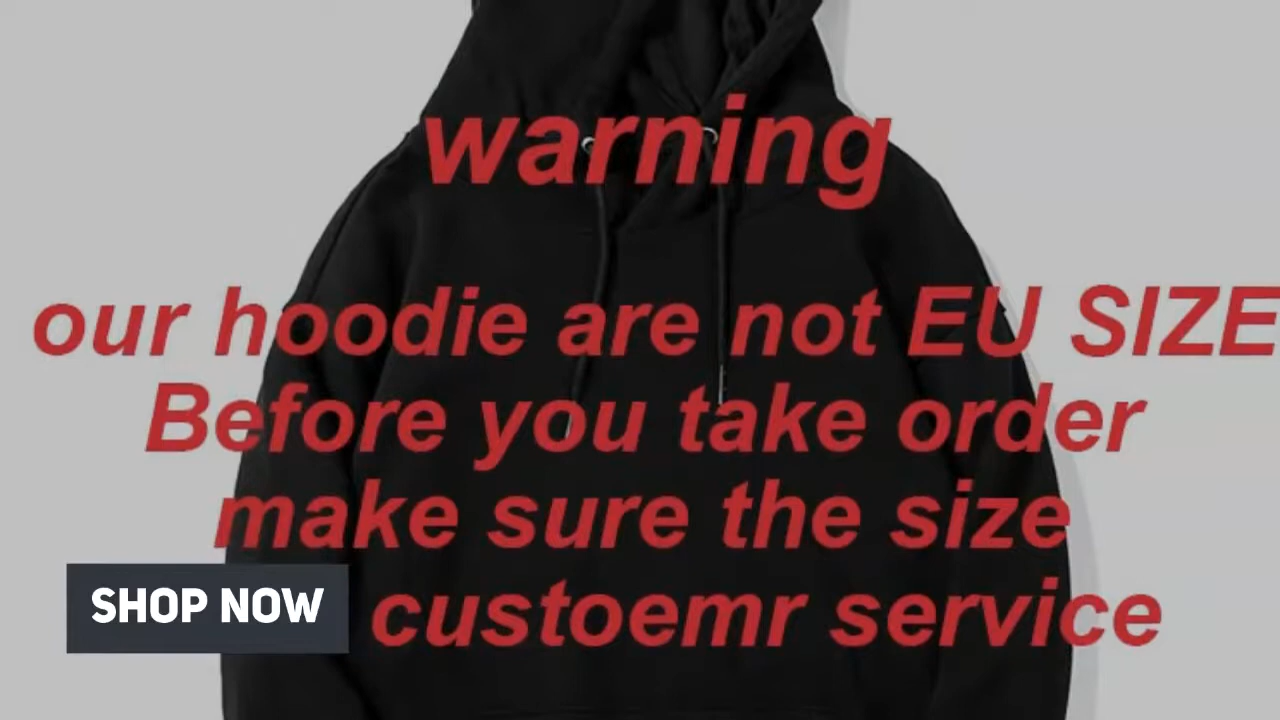 warning
our hoodie are not EU SIZE
Before you take order
make sure the size
SHOP NOW
custoemr service